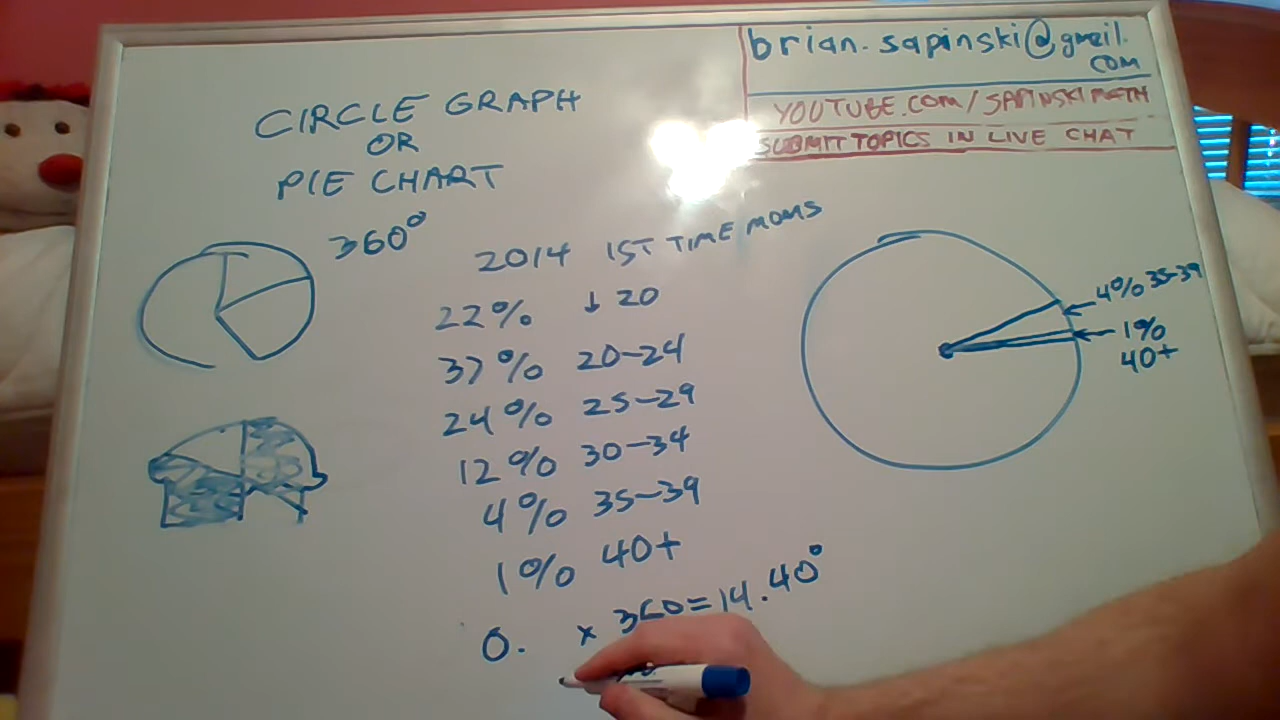 brian.sapinski@gmail.
com
YOUTUBE.COM/SAPINSKIMATH
SUBMIT TOPICS IN LIVE CHAT
CIRCLE GRAPH
OR
PIE CHART
360°
2014 1ST TIME MOMS
22% ↓ 20
37% 20-24
24% 25-29
12% 30-34
4% 35-39
1% 40+
0. × 360=14.40°
4% 35-39
1%
40+